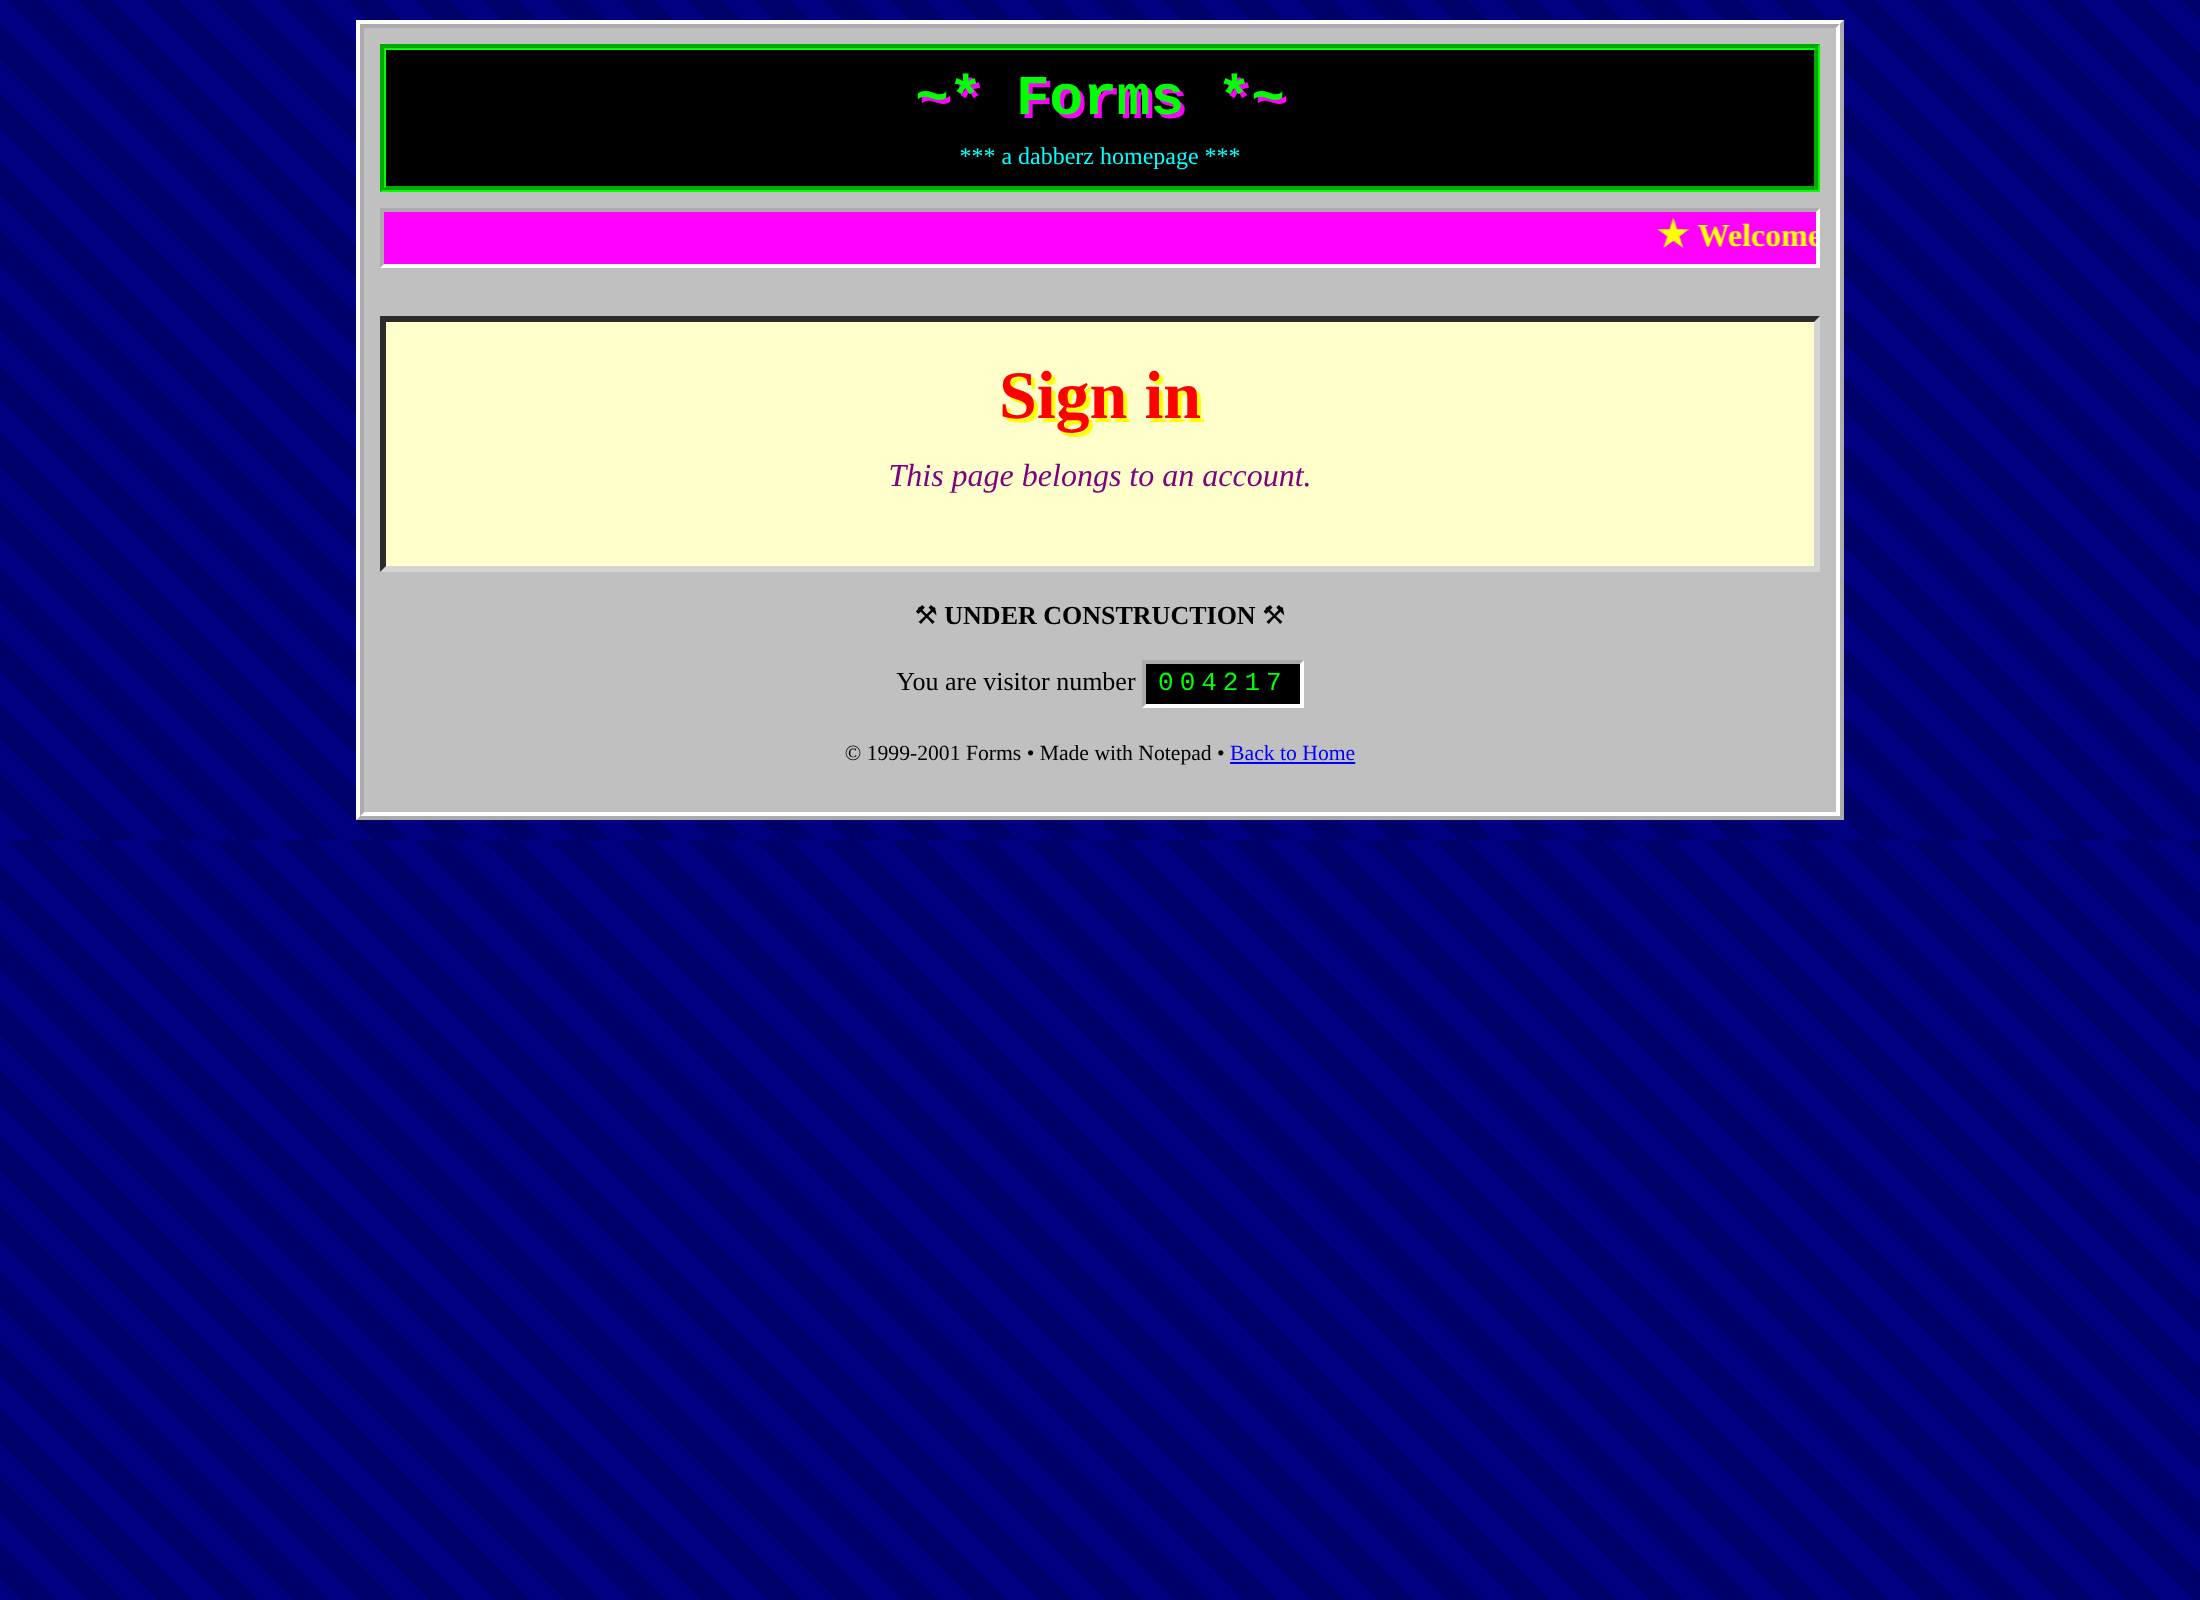 ~* Forms *~
*** a dabberz homepage ***
★ Welcome
Sign in
This page belongs to an account.
⚒ UNDER CONSTRUCTION ⚒
You are visitor number 004217
© 1999-2001 Forms • Made with Notepad • Back to Home